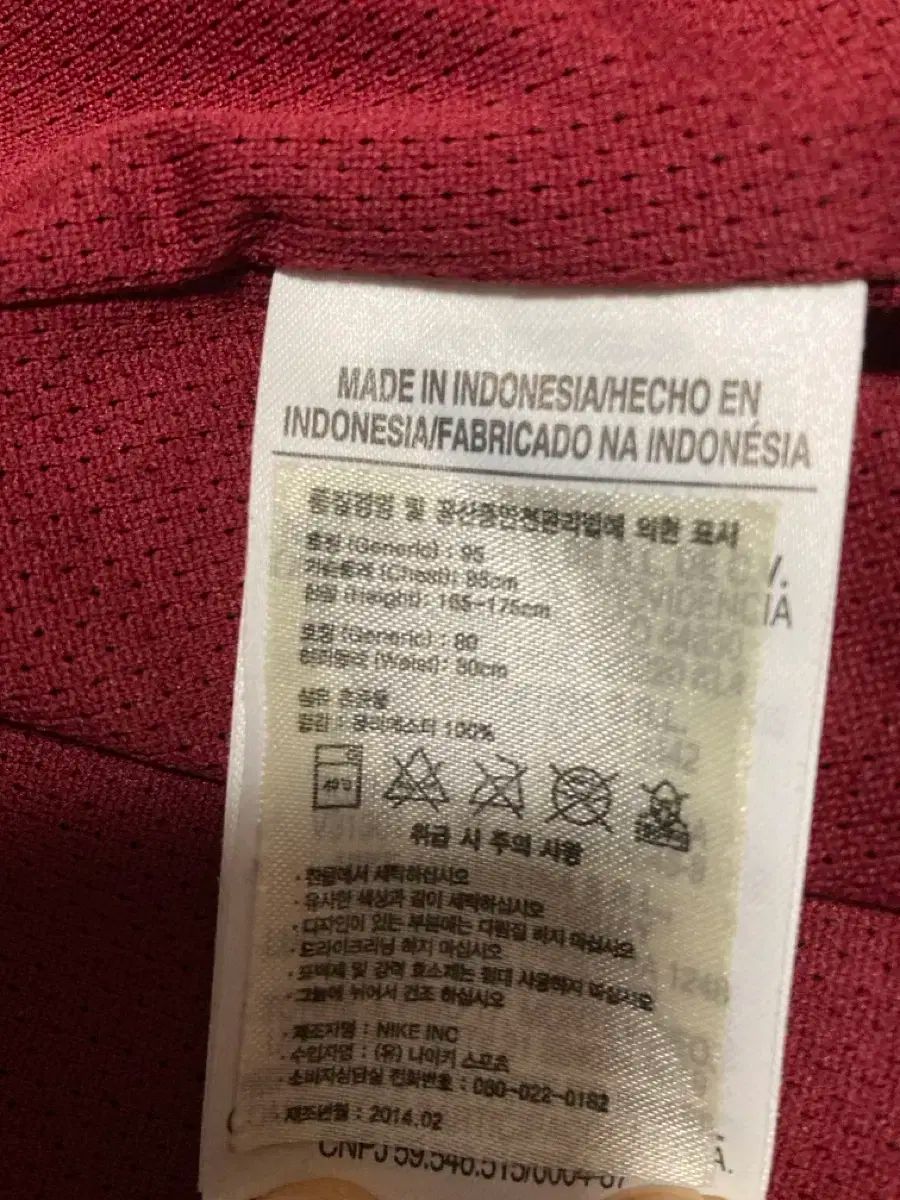 MADE IN INDONESIA/HECHO EN
INDONESIA/FABRICADO NA INDONÉSIA
품질경영 및 공산품안전관리법에 의한 표시
호칭 (Generic) : 95
가슴둘레 (Chest): 95cm
신장 (Height): 165-175cm
호칭 (Generic) : 80
허리둘레 (Waist): 80cm
섬유 혼용율
겉감 : 폴리에스터 100%
취급 시 주의 사항
· 찬물에서 세탁하십시오
· 유사한 색상과 같이 세탁하십시오
· 디자인이 있는 부분에는 다림질 하지 마십시오
· 드라이크리닝 하지 마십시오
· 표백제 및 강력 효소제는 절대 사용하지 마십시오
· 그늘에 뉘어서 건조 하십시오
· 제조자명 : NIKE INC
· 수입자명 : (유) 나이키 스포츠
· 소비자상담실 전화번호 : 080-022-0182
제조년월 : 2014.02
CNPJ 59.546.515/0004-87